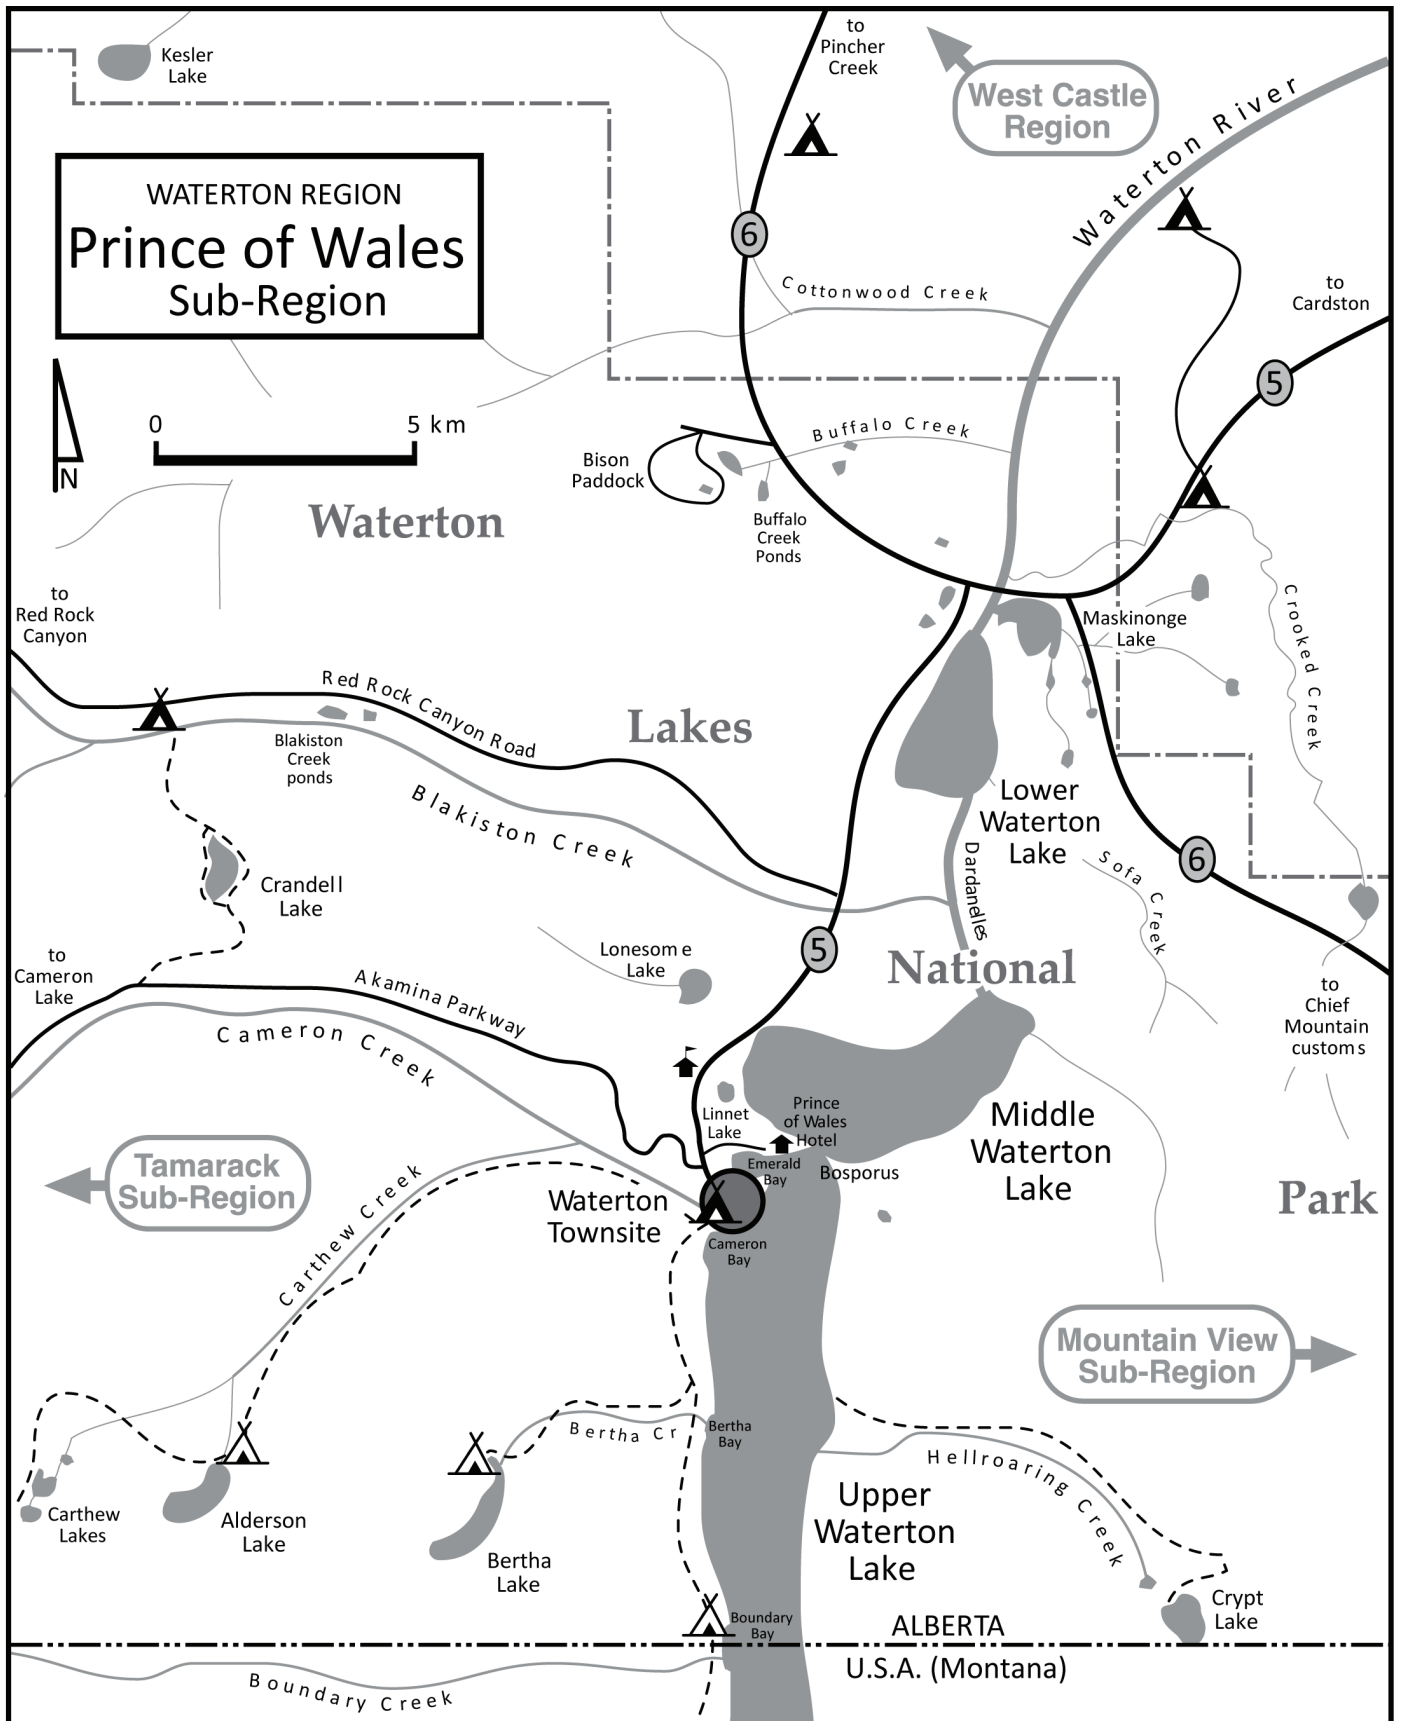 to
Pincher
Creek
Kesler
Lake
West Castle
Region
Waterton River
WATERTON REGION
Prince of Wales
Sub-Region
6
Cottonwood Creek
to
Cardston
5
0 5 km
N
Buffalo Creek
Bison
Paddock
Buffalo
Creek
Ponds
Waterton
to
Red Rock
Canyon
Maskinonge
Lake
Crooked Creek
Red Rock Canyon Road
Blakiston
Creek
ponds
Lakes
Blakiston Creek
Lower
Waterton
Lake
Dardanelles
Sofa Creek
6
Crandell
Lake
5
Lonesome
Lake
National
to
Cameron
Lake
Akamina Parkway
Cameron Creek
to
Chief
Mountain
customs
Linnet
Lake
Prince
of Wales
Hotel
Middle
Waterton
Lake
Emerald
Bay
Bosporus
Tamarack
Sub-Region
Carthew Creek
Waterton
Townsite
Park
Cameron
Bay
Mountain View
Sub-Region
Bertha Cr
Bertha
Bay
Hellroaring Creek
Carthew
Lakes
Alderson
Lake
Bertha
Lake
Upper
Waterton
Lake
Crypt
Lake
Boundary
Bay
ALBERTA
U.S.A. (Montana)
Boundary Creek